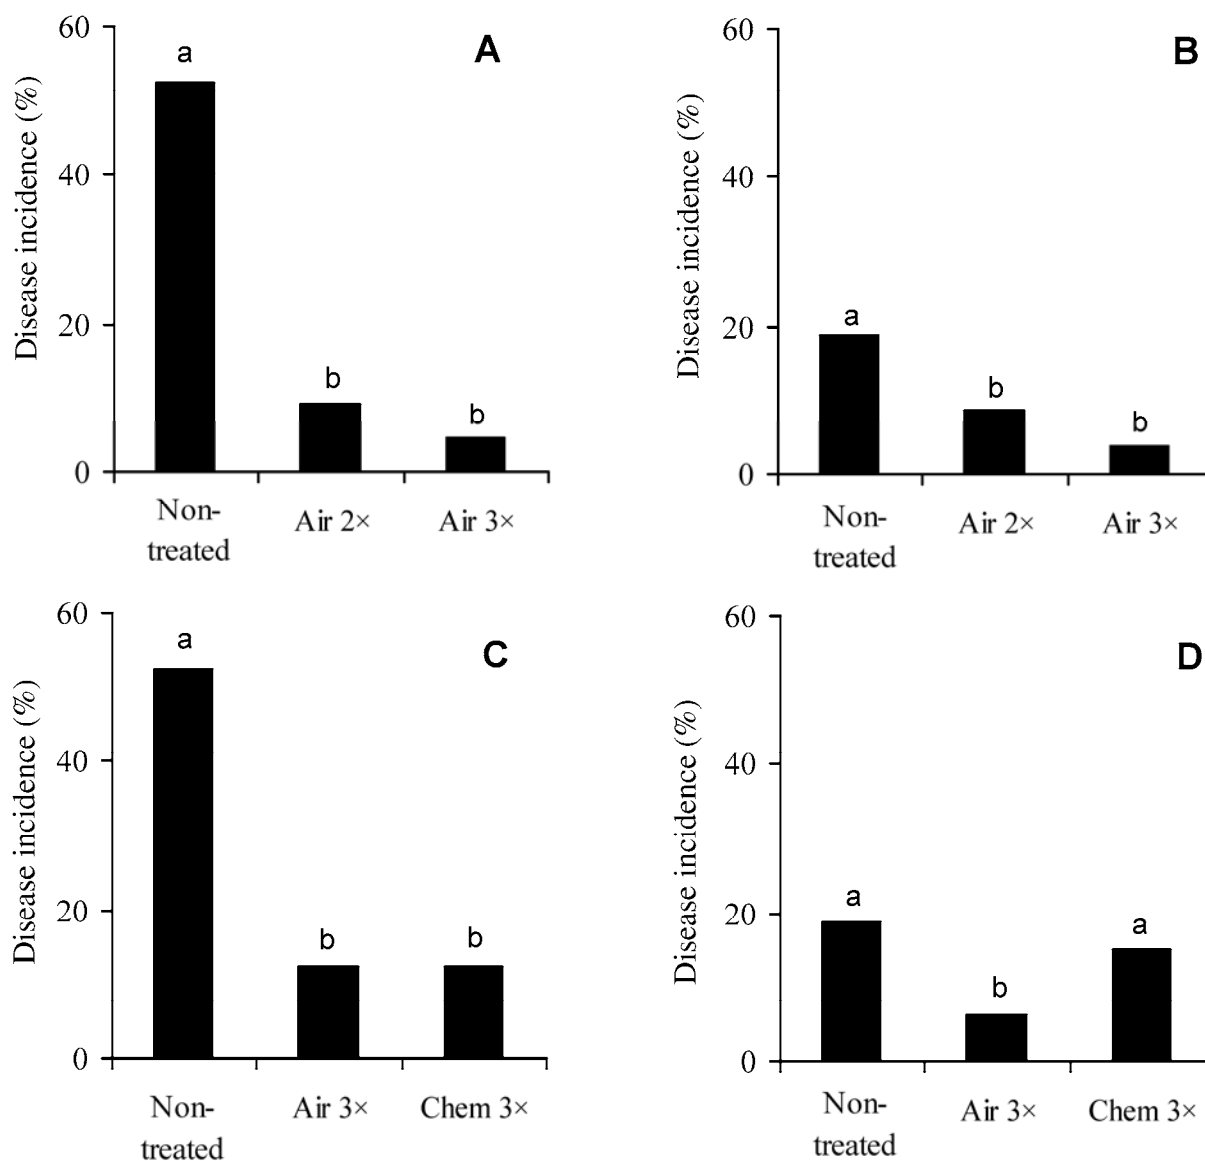 A
Disease incidence (%)
60
40
20
0
a
b
b
Non-
treated
Air 2×
Air 3×
B
Disease incidence (%)
60
40
20
0
a
b
b
Non-
treated
Air 2×
Air 3×
C
Disease incidence (%)
60
40
20
0
a
b
b
Non-
treated
Air 3×
Chem 3×
D
Disease incidence (%)
60
40
20
0
a
b
a
Non-
treated
Air 3×
Chem 3×